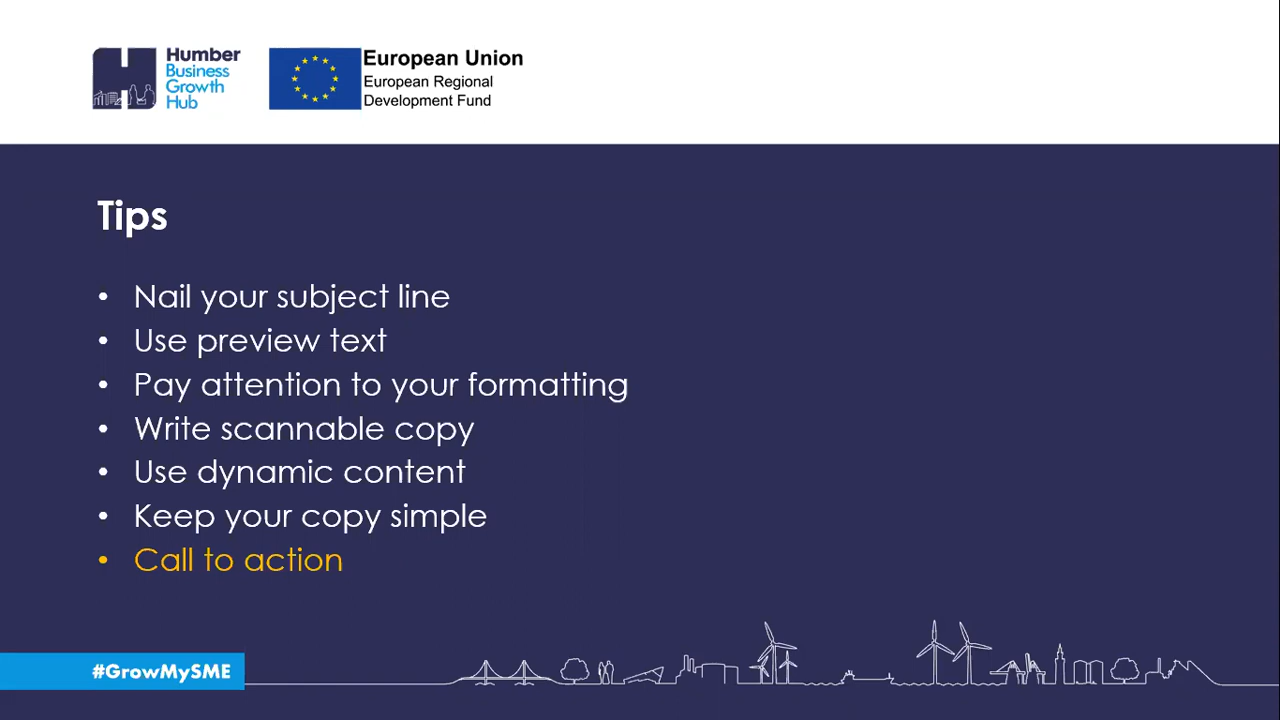 Humber
Business
Growth
Hub
European Union
European Regional
Development Fund
Tips
• Nail your subject line
• Use preview text
• Pay attention to your formatting
• Write scannable copy
• Use dynamic content
• Keep your copy simple
• Call to action
#GrowMySME